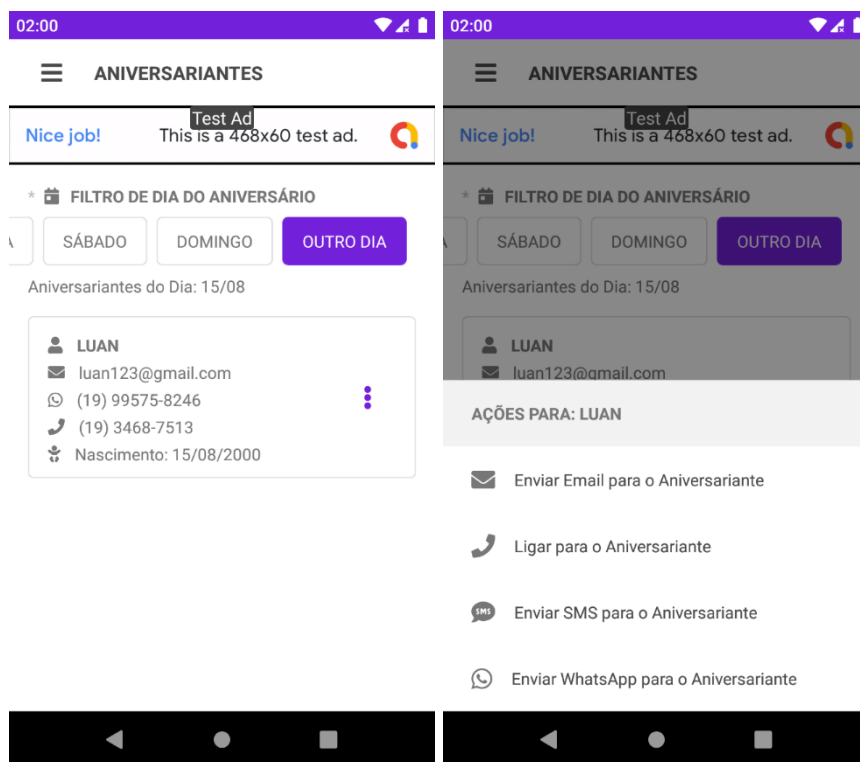 02:00
ANIVERSARIANTES
Test Ad
Nice job! This is a 468x60 test ad.
* FILTRO DE DIA DO ANIVERSÁRIO
A SÁBADO DOMINGO OUTRO DIA
Aniversariantes do Dia: 15/08
LUAN
luan123@gmail.com
(19) 99575-8246
(19) 3468-7513
Nascimento: 15/08/2000
02:00
ANIVERSARIANTES
Test Ad
Nice job! This is a 468x60 test ad.
* FILTRO DE DIA DO ANIVERSÁRIO
A SÁBADO DOMINGO OUTRO DIA
Aniversariantes do Dia: 15/08
LUAN
luan123@gmail.com
AÇÕES PARA: LUAN
Enviar Email para o Aniversariante
Ligar para o Aniversariante
SMS Enviar SMS para o Aniversariante
Enviar WhatsApp para o Aniversariante